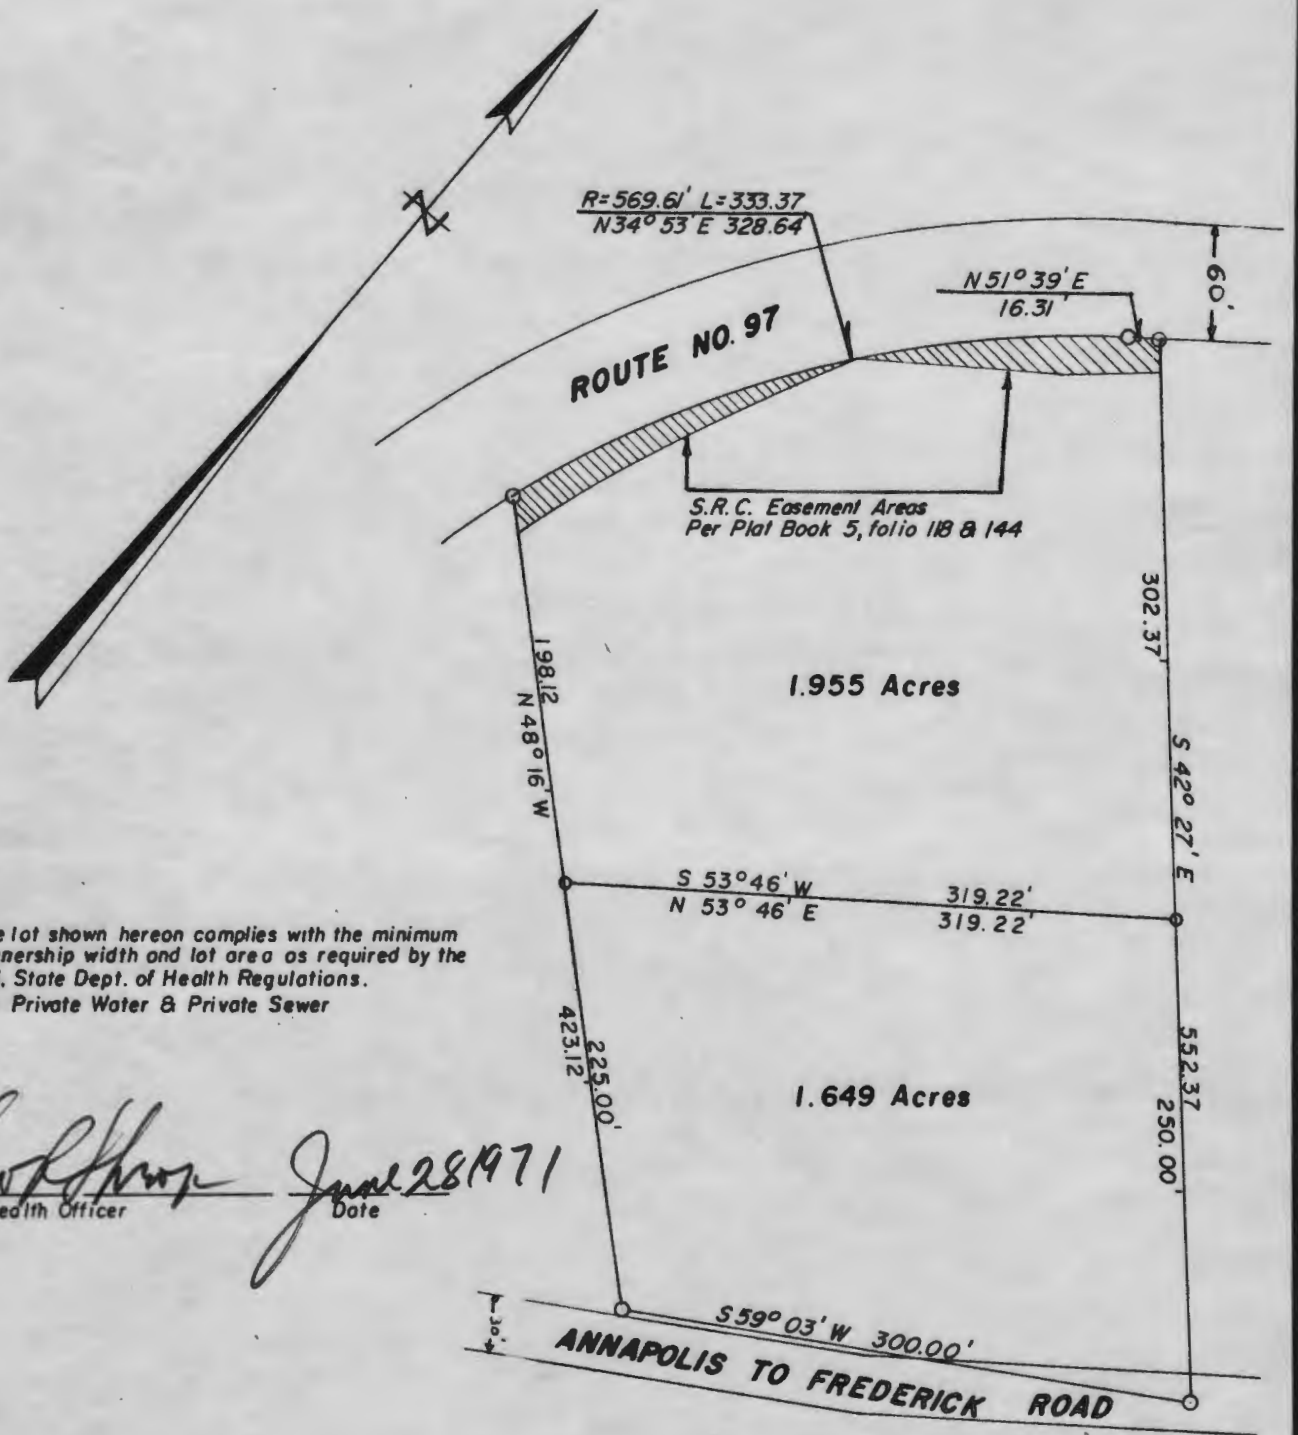 R=569.61' L=333.37
N34° 53' E 328.64'
N 51° 39' E
16.31'
60'
ROUTE NO. 97
S.R.C. Easement Areas
Per Plat Book 5, folio 118 & 144
302.37'
198.12
N 48° 16' W
1.955 Acres
S 42° 27' E
S 53° 46' W 319.22'
N 53° 46' E 319.22'
lot shown hereon complies with the minimum
width and lot area as required by the
State Dept. of Health Regulations.
Private Water & Private Sewer
423.12'
225.00'
552.37
250.00'
1.649 Acres
June 28 1971
Officer
Date
30'
S 59° 03' W 300.00'
ANNAPOLIS TO FREDERICK ROAD